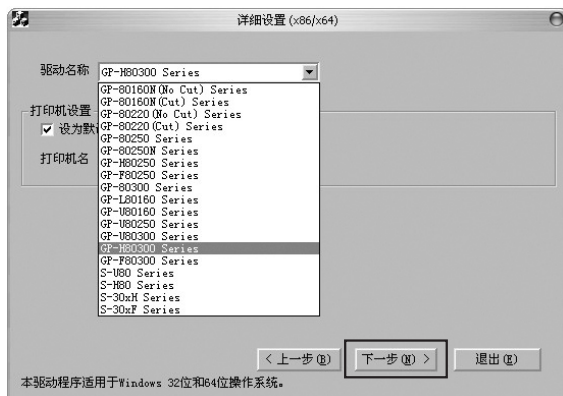 详细设置(x86/x64)
驱动名称 GP-H80300 Series
GP-80160N(No Cut) Series
GP-80160N(Cut) Series
打印机设置
GP-80220(No Cut) Series
设为默
GP-80220(Cut) Series
GP-80250 Series
GP-80250N Series
打印机名
GP-H80250 Series
GP-F80250 Series
GP-80300 Series
GP-L80160 Series
GP-U80160 Series
GP-U80250 Series
GP-U80300 Series
GP-H80300 Series
GP-F80300 Series
S-U80 Series
S-H80 Series
S-30xH Series
S-30xF Series
< 上一步(B) 下一步(N) > 退出(E)
本驱动程序适用于Windows 32位和64位操作系统。